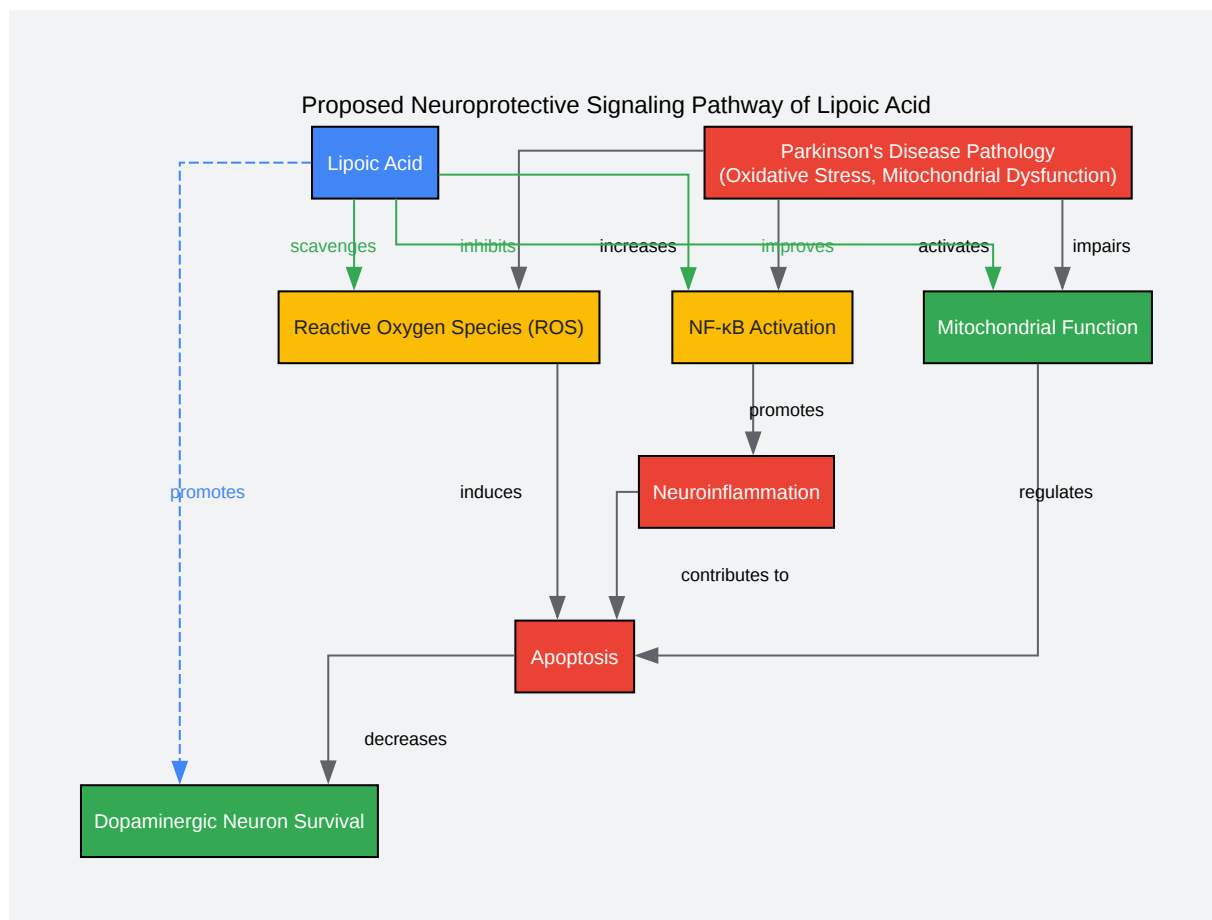 Proposed Neuroprotective Signaling Pathway of Lipoic Acid
Lipoic Acid
Parkinson's Disease Pathology
(Oxidative Stress, Mitochondrial Dysfunction)
scavenges
inhibits
increases
improves
activates
impairs
Reactive Oxygen Species (ROS)
NF-κB Activation
Mitochondrial Function
promotes
promotes
induces
Neuroinflammation
regulates
contributes to
Apoptosis
decreases
Dopaminergic Neuron Survival